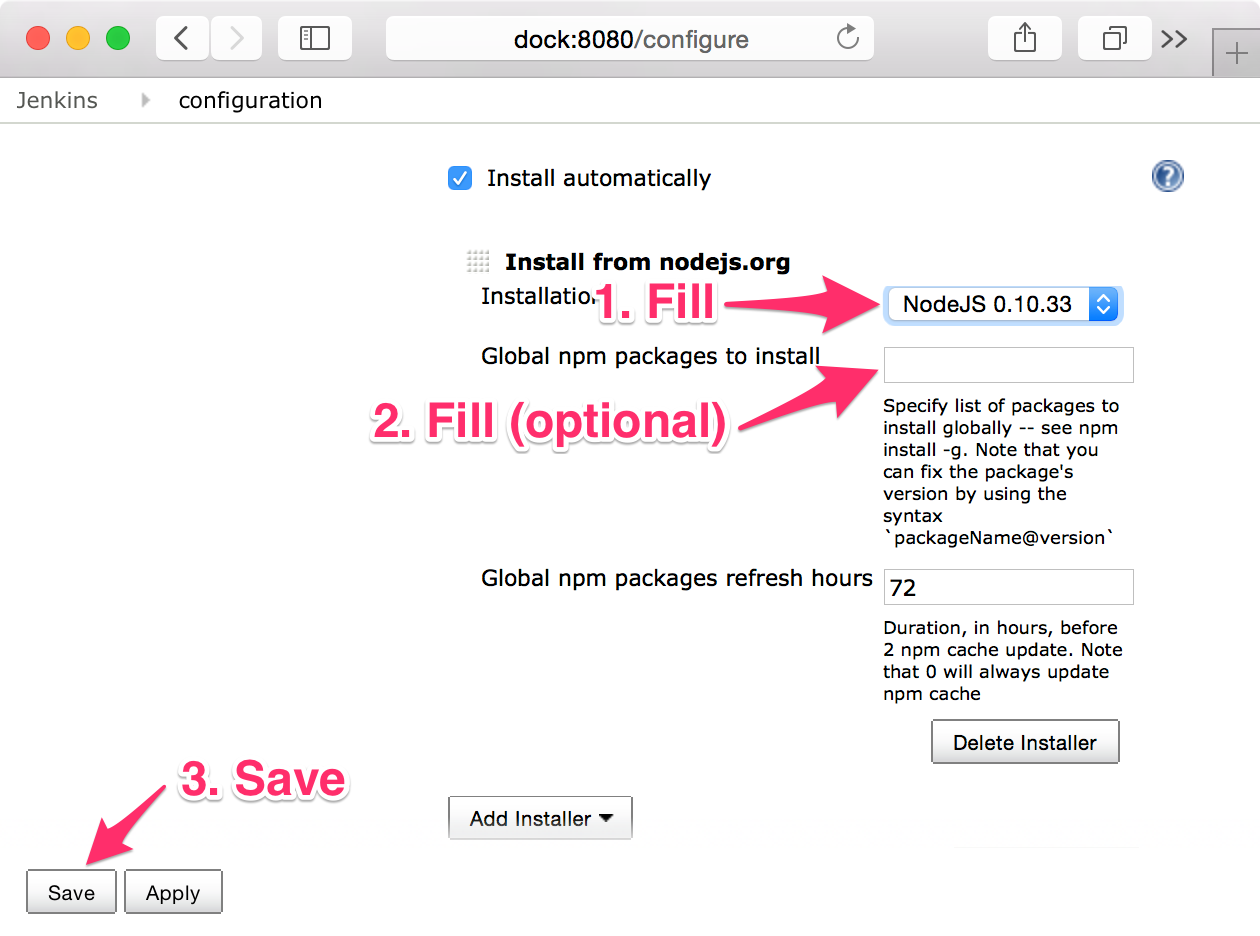 dock:8080/configure
Jenkins configuration
Install automatically
Install from nodejs.org
Installation
1. Fill
NodeJS 0.10.33
Global npm packages to install
2. Fill (optional)
Specify list of packages to
install globally -- see npm
install -g. Note that you
can fix the package's
version by using the
syntax
`packageName@version`
Global npm packages refresh hours
72
Duration, in hours, before
2 npm cache update. Note
that 0 will always update
npm cache
Delete Installer
3. Save
Add Installer
Save
Apply